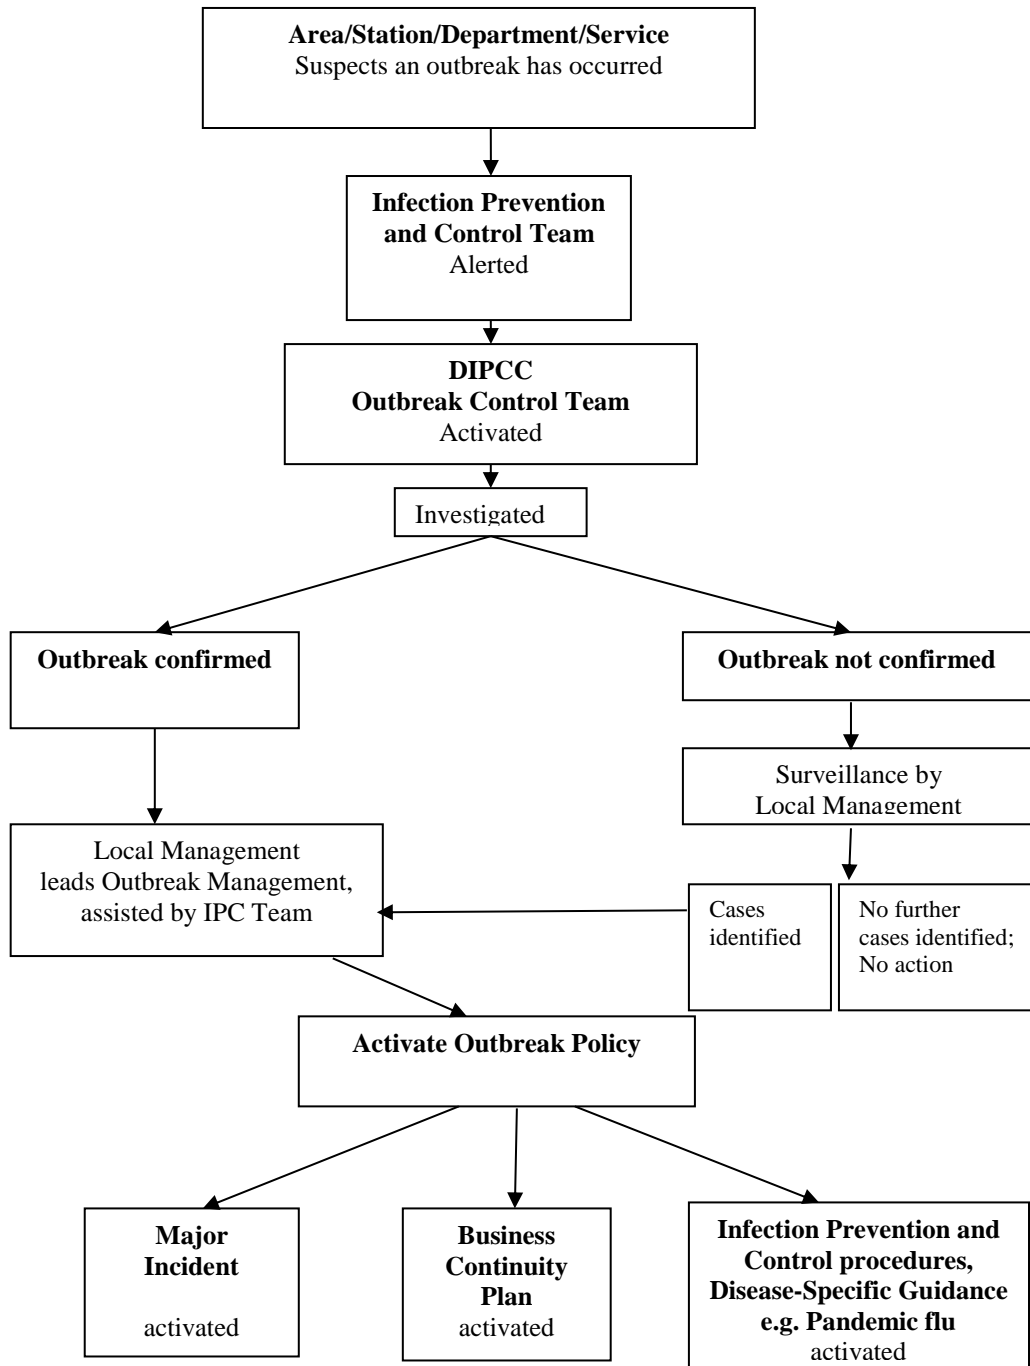 Area/Station/Department/Service
Suspects an outbreak has occurred
Infection Prevention
and Control Team
Alerted
DIPCC
Outbreak Control Team
Activated
Investigated
Outbreak confirmed
Outbreak not confirmed
Surveillance by
Local Management
Local Management
leads Outbreak Management,
assisted by IPC Team
Cases
identified
No further
cases identified;
No action
Activate Outbreak Policy
Major
Incident
activated
Business
Continuity
Plan
activated
Infection Prevention and
Control procedures,
Disease-Specific Guidance
e.g. Pandemic flu
activated